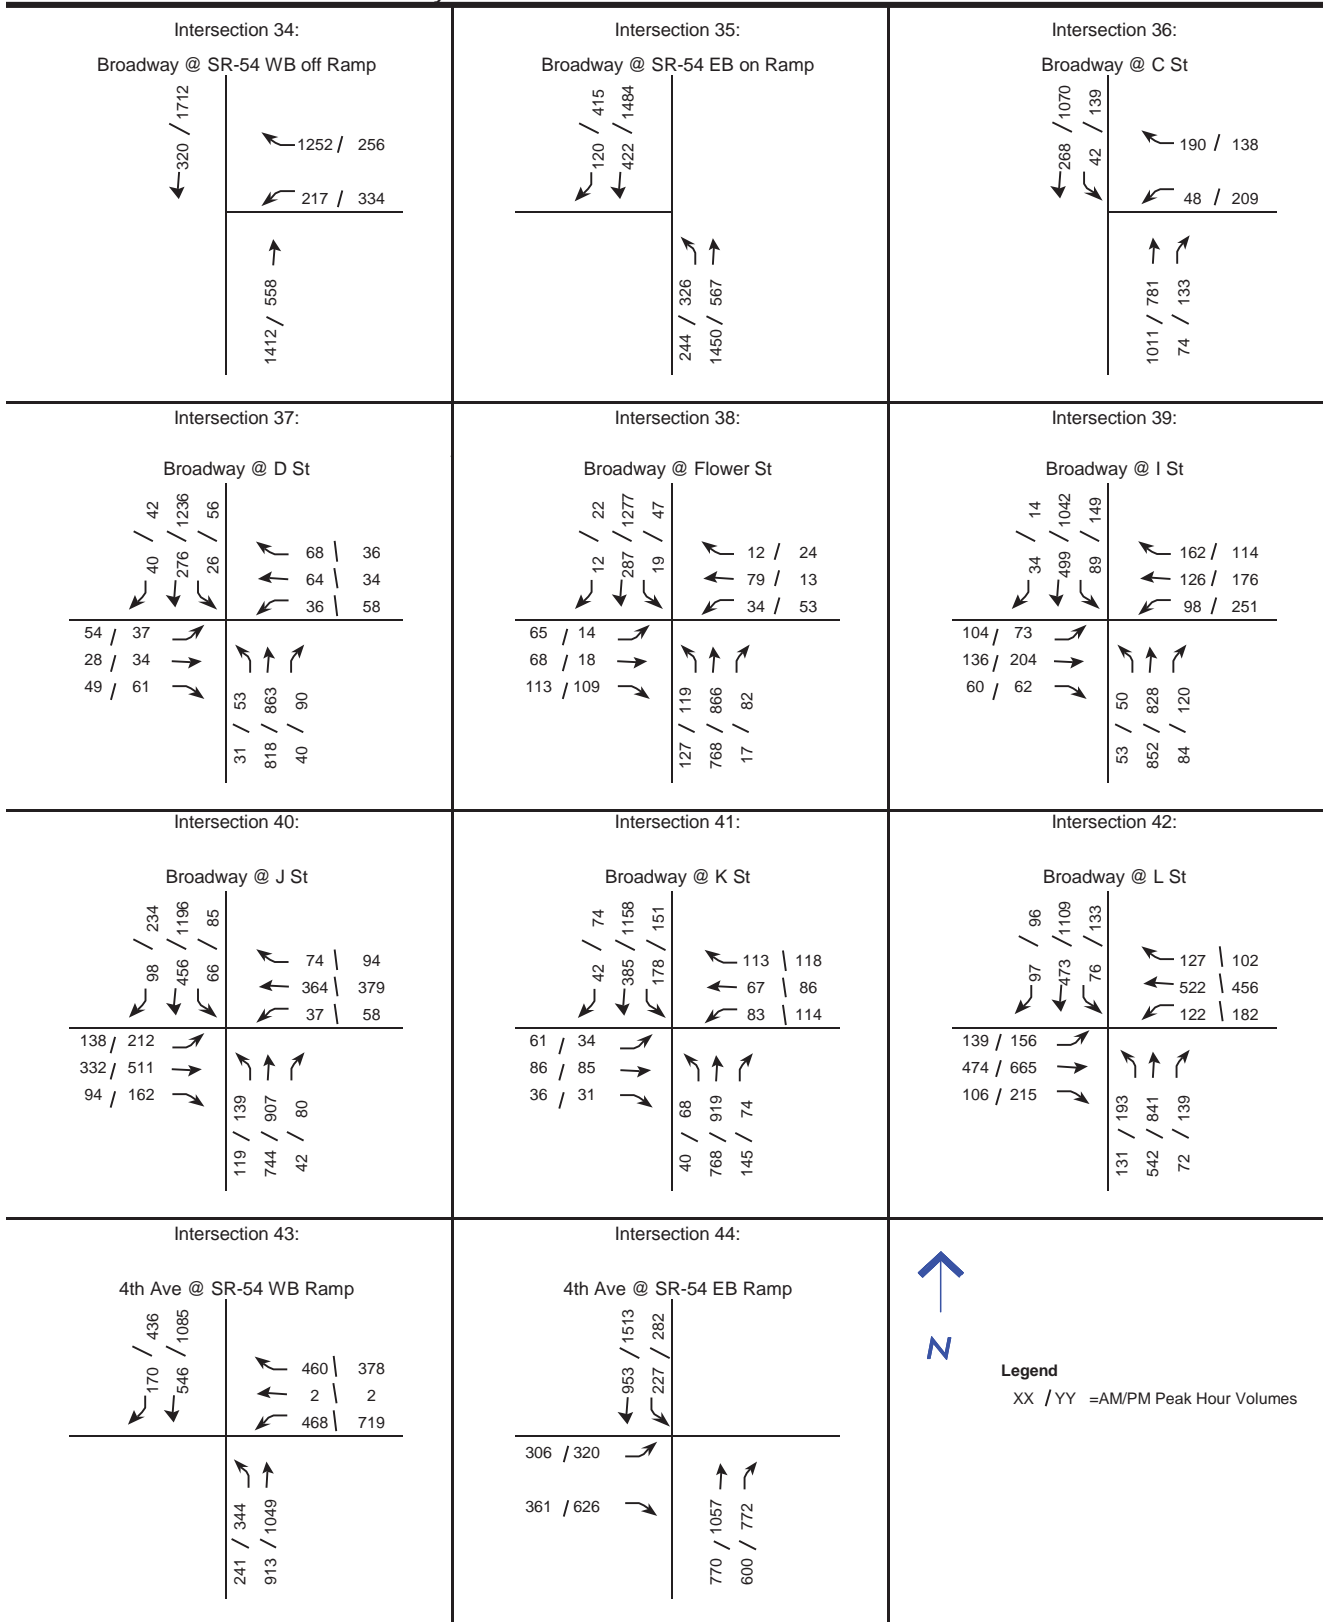 Intersection 34:
Broadway @ SR-54 WB off Ramp
320 / 1712
1252 / 256
217 / 334
1412 / 558
Intersection 35:
Broadway @ SR-54 EB on Ramp
120 / 415
422 / 1484
244 / 326
1450 / 567
Intersection 36:
Broadway @ C St
268 / 1070
42 / 139
190 / 138
48 / 209
1011 / 781
74 / 133
Intersection 37:
Broadway @ D St
40 / 42
276 / 1236
26 / 56
68 \ 36
64 \ 34
36 \ 58
54 / 37
28 / 34
49 / 61
31 / 53
818 / 863
40 / 90
Intersection 38:
Broadway @ Flower St
12 / 22
287 / 1277
19 / 47
12 / 24
79 / 13
34 / 53
65 / 14
68 / 18
113 / 109
127 / 119
768 / 866
17 / 82
Intersection 39:
Broadway @ I St
34 / 14
499 / 1042
89 / 149
162 / 114
126 / 176
98 / 251
104 / 73
136 / 204
60 / 62
53 / 50
852 / 828
84 / 120
Intersection 40:
Broadway @ J St
98 / 234
456 / 1196
66 / 85
74 \ 94
364 \ 379
37 \ 58
138 / 212
332 / 511
94 / 162
119 / 139
744 / 907
42 / 80
Intersection 41:
Broadway @ K St
42 / 74
385 / 1158
178 / 151
113 \ 118
67 \ 86
83 \ 114
61 / 34
86 / 85
36 / 31
40 / 68
768 / 919
145 / 74
Intersection 42:
Broadway @ L St
97 / 96
473 / 1109
76 / 133
127 \ 102
522 \ 456
122 \ 182
139 / 156
474 / 665
106 / 215
131 / 193
542 / 841
72 / 139
Intersection 43:
4th Ave @ SR-54 WB Ramp
170 / 436
546 / 1085
460 \ 378
2 \ 2
468 \ 719
241 / 344
913 / 1049
Intersection 44:
4th Ave @ SR-54 EB Ramp
953 / 1513
227 / 282
306 / 320
361 / 626
770 / 1057
600 / 772
N
Legend
XX / YY =AM/PM Peak Hour Volumes